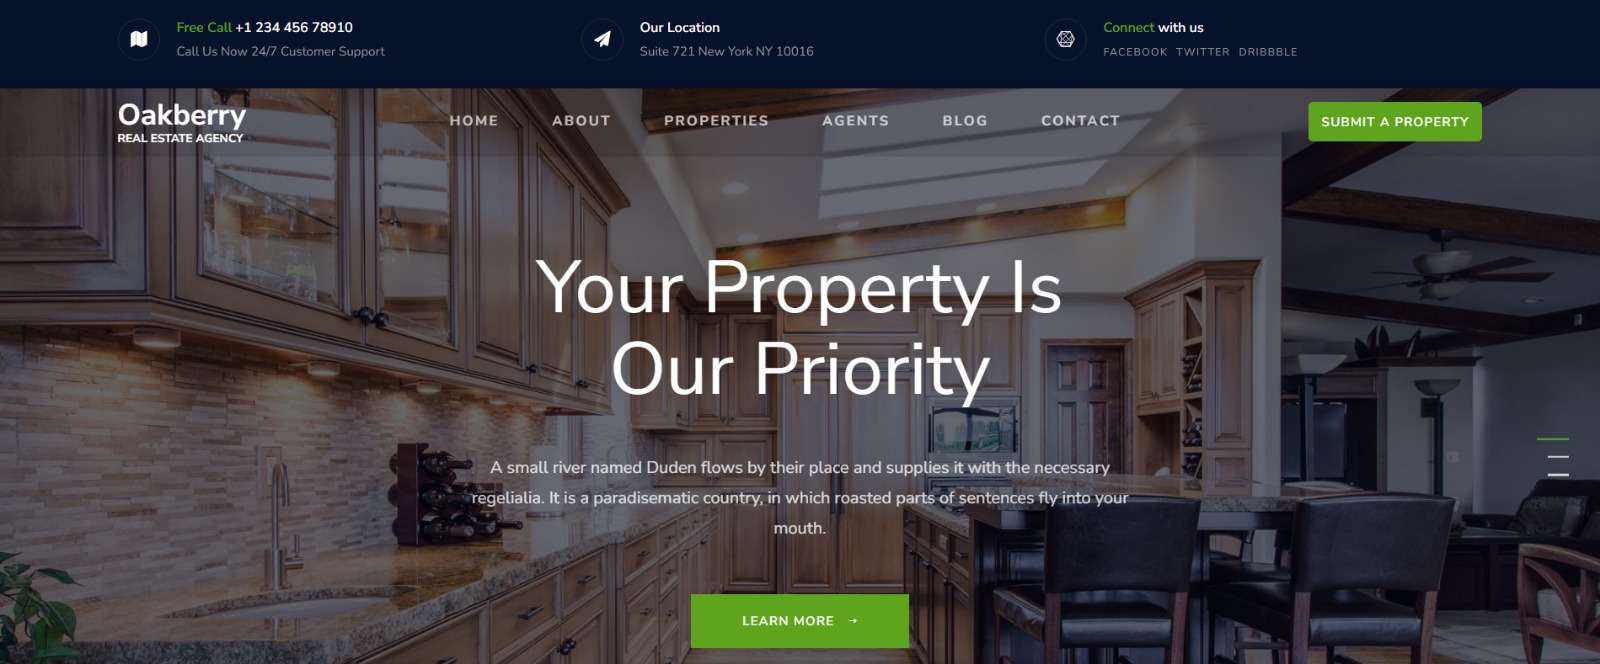 Free Call +1 234 456 78910
Call Us Now 24/7 Customer Support
Our Location
Suite 721 New York NY 10016
Connect with us
FACEBOOK TWITTER DRIBBBLE
Oakberry
REAL ESTATE AGENCY
HOME ABOUT PROPERTIES AGENTS BLOG CONTACT
SUBMIT A PROPERTY
Your Property Is
Our Priority
A small river named Duden flows by their place and supplies it with the necessary
regelialia. It is a paradisematic country, in which roasted parts of sentences fly into your
mouth.
LEARN MORE →